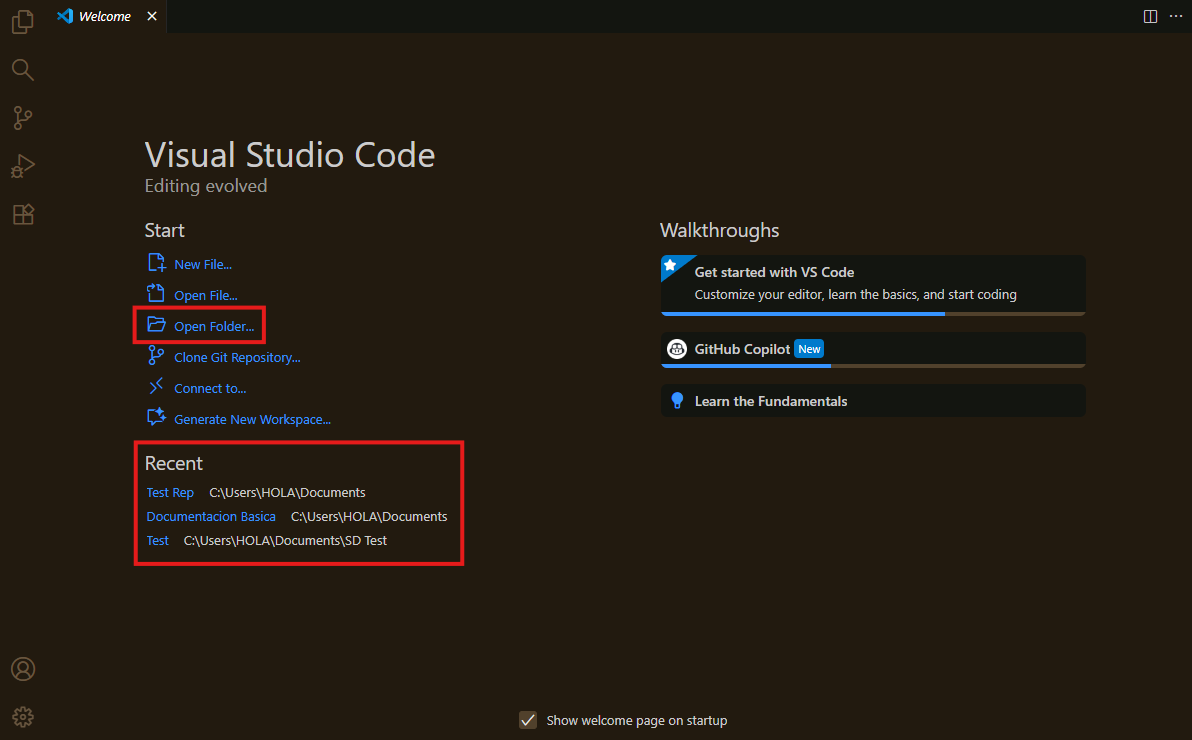 Welcome
Visual Studio Code
Editing evolved
Start
New File...
Open File...
Open Folder...
Clone Git Repository...
Connect to...
Generate New Workspace...
Recent
Test Rep C:\Users\HOLA\Documents
Documentacion Basica C:\Users\HOLA\Documents
Test C:\Users\HOLA\Documents\SD Test
Walkthroughs
Get started with VS Code
Customize your editor, learn the basics, and start coding
GitHub Copilot New
Learn the Fundamentals
Show welcome page on startup